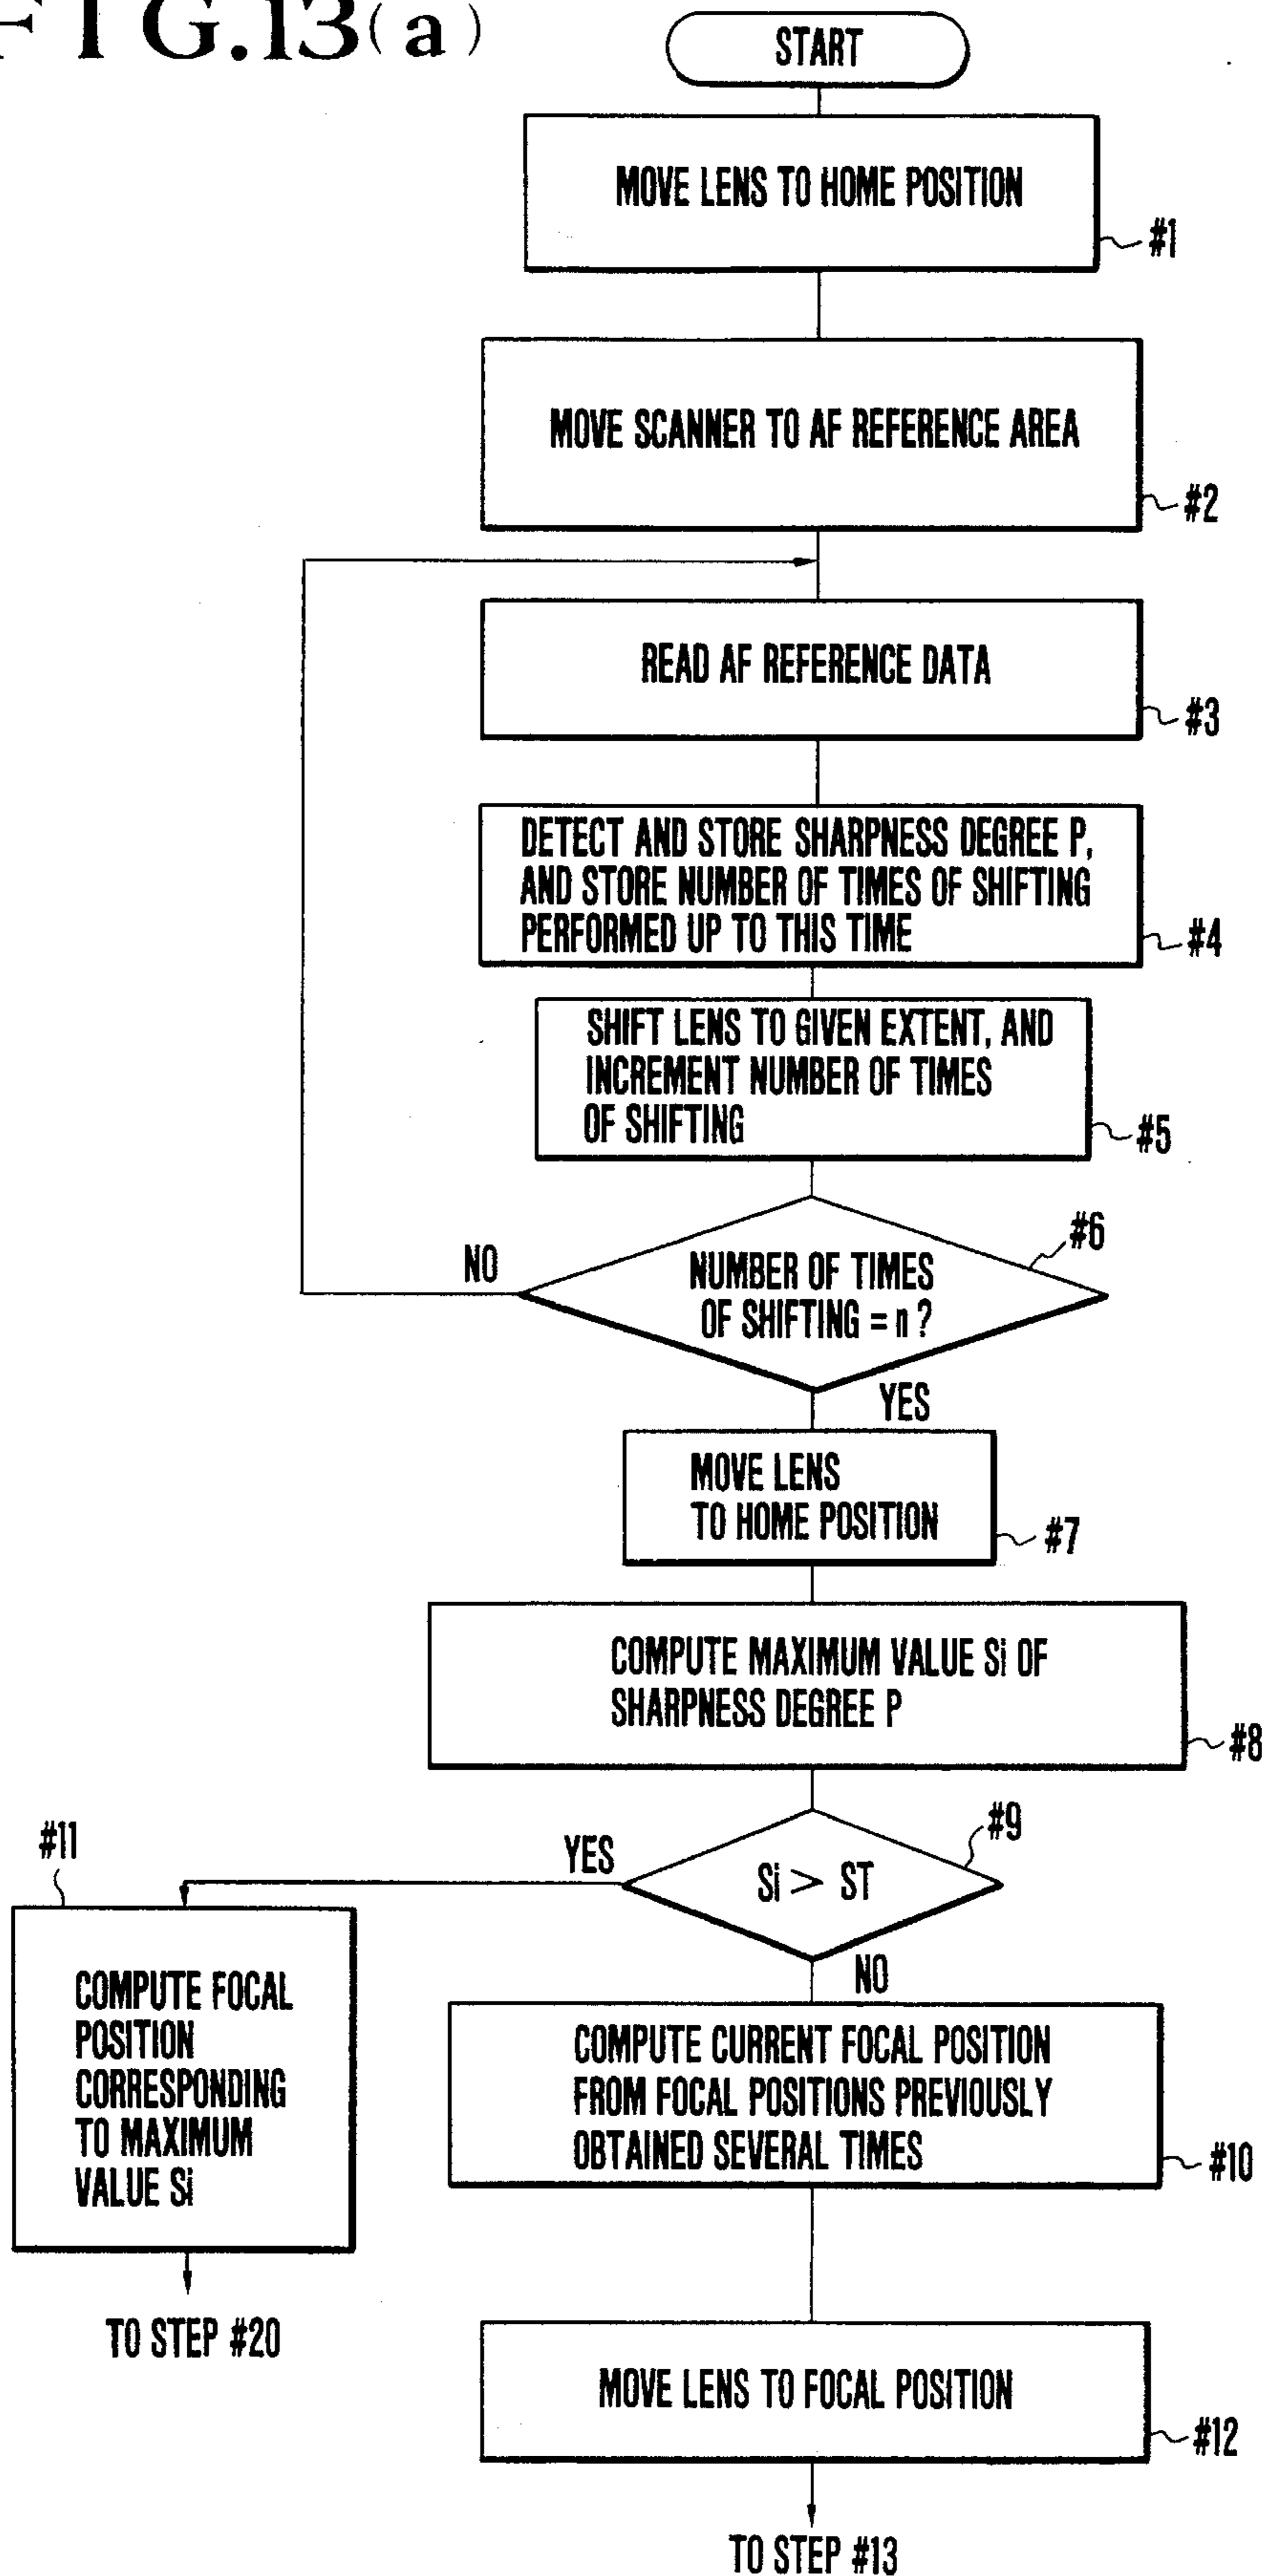 FIG.13(a)
START
MOVE LENS TO HOME POSITION
#1
MOVE SCANNER TO AF REFERENCE AREA
#2
READ AF REFERENCE DATA
#3
DETECT AND STORE SHARPNESS DEGREE P,
AND STORE NUMBER OF TIMES OF SHIFTING
PERFORMED UP TO THIS TIME
#4
SHIFT LENS TO GIVEN EXTENT, AND
INCREMENT NUMBER OF TIMES
OF SHIFTING
#5
#6
NO
NUMBER OF TIMES
OF SHIFTING = n ?
YES
MOVE LENS
TO HOME POSITION
#7
COMPUTE MAXIMUM VALUE Si OF
SHARPNESS DEGREE P
#8
#9
#11
YES
Si > ST
NO
COMPUTE FOCAL
POSITION
CORRESPONDING
TO MAXIMUM
VALUE Si
COMPUTE CURRENT FOCAL POSITION
FROM FOCAL POSITIONS PREVIOUSLY
OBTAINED SEVERAL TIMES
#10
TO STEP #20
MOVE LENS TO FOCAL POSITION
#12
TO STEP #13